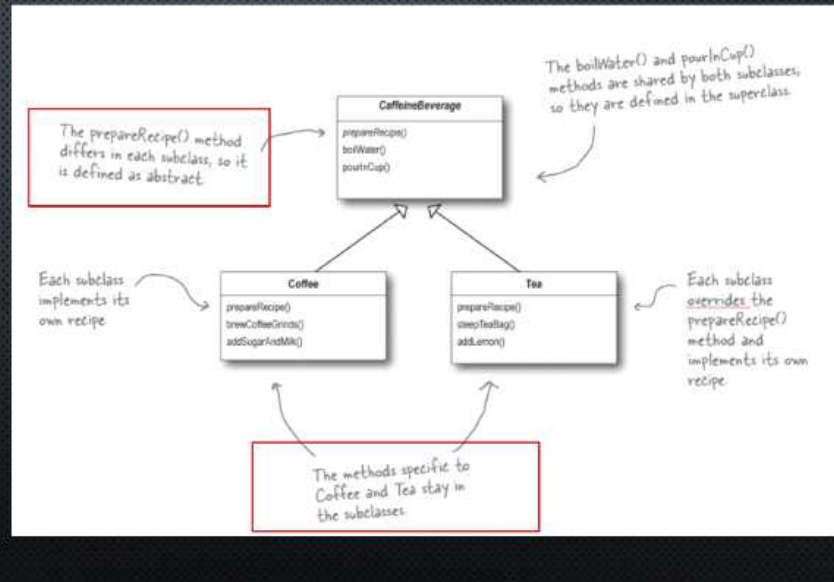 The boilWater() and pourInCup()
methods are shared by both subclasses,
so they are defined in the superclass
The prepareRecipe() method
differs in each subclass, so it
is defined as abstract
CaffeineBeverage
prepareRecipe()
boilWater()
pourInCup()
Each subclass
implements its
own recipe
Coffee
prepareRecipe()
brewCoffeeGrinds()
addSugarAndMilk()
Tea
prepareRecipe()
steepTeaBag()
addLemon()
Each subclass
overrides the
prepareRecipe()
method and
implements its own
recipe
The methods specific to
Coffee and Tea stay in
the subclasses